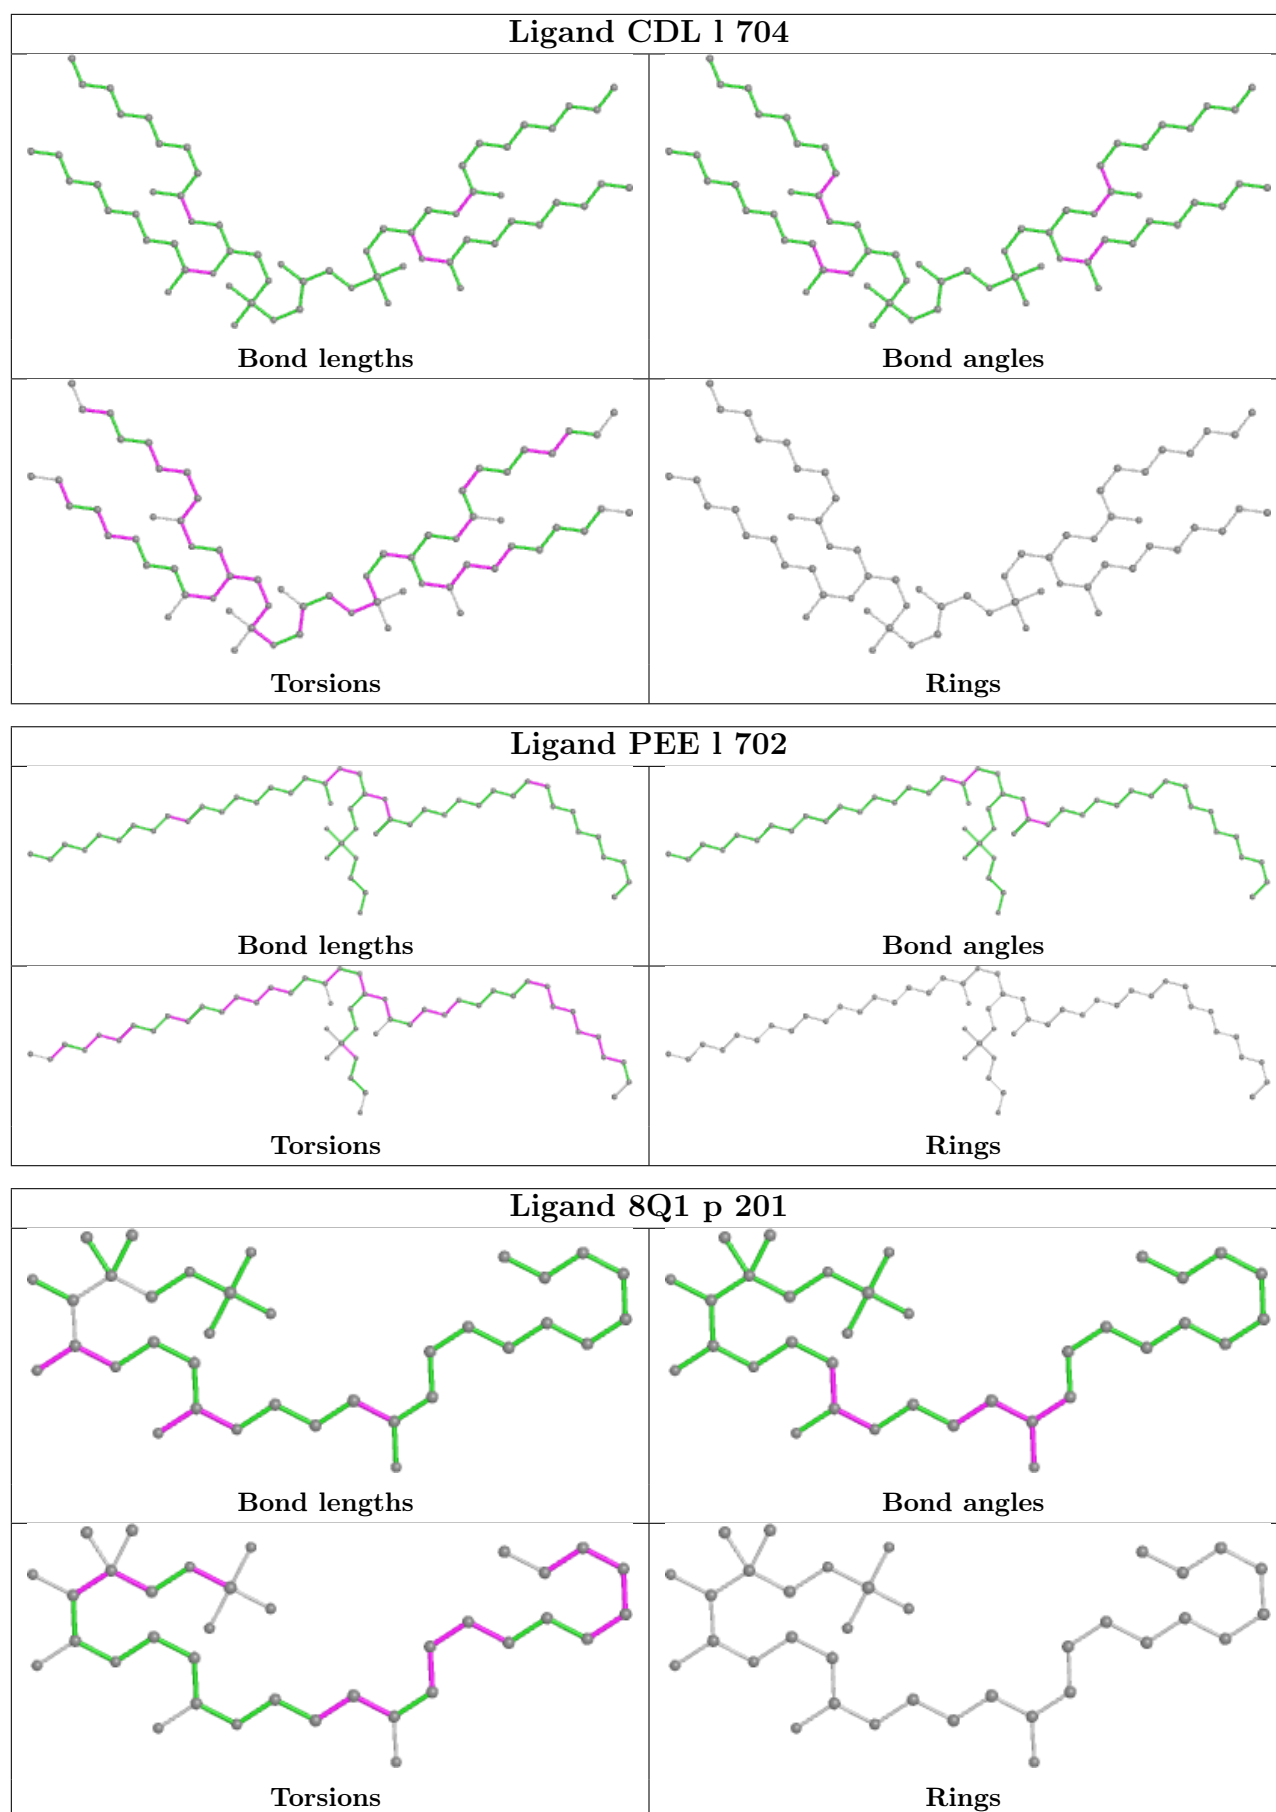 Ligand CDL l 704
Bond lengths
Bond angles
Torsions
Rings
Ligand PEE l 702
Bond lengths
Bond angles
Torsions
Rings
Ligand 8Q1 p 201
Bond lengths
Bond angles
Torsions
Rings